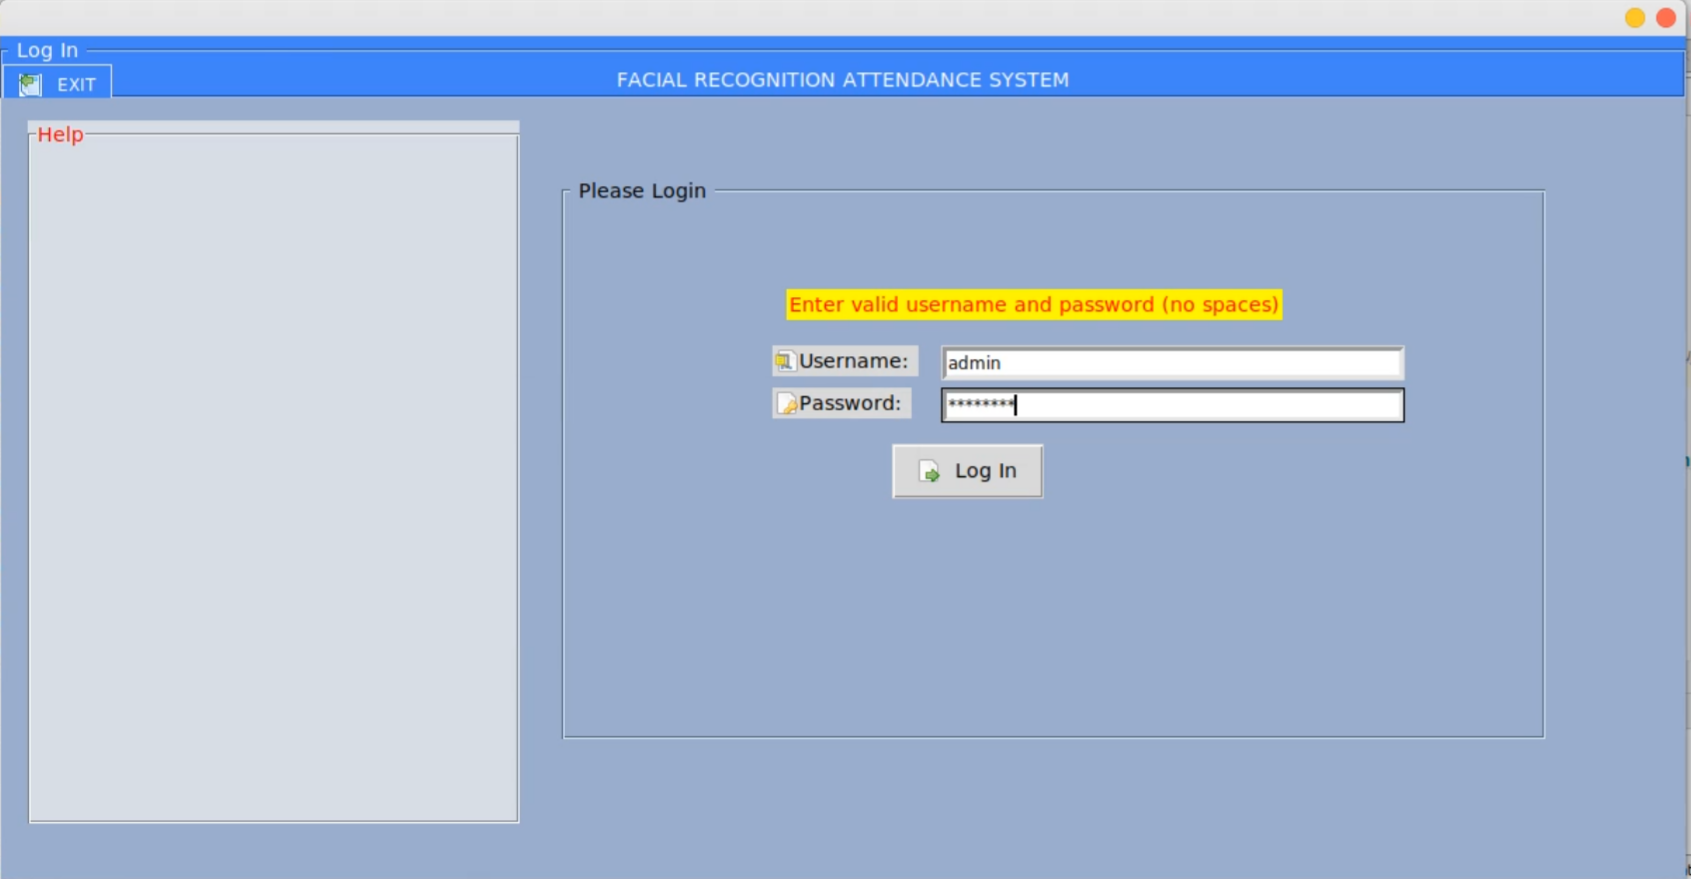 Log In
EXIT
FACIAL RECOGNITION ATTENDANCE SYSTEM
Help
Please Login
Enter valid username and password (no spaces)
Username: admin
Password: ********
Log In